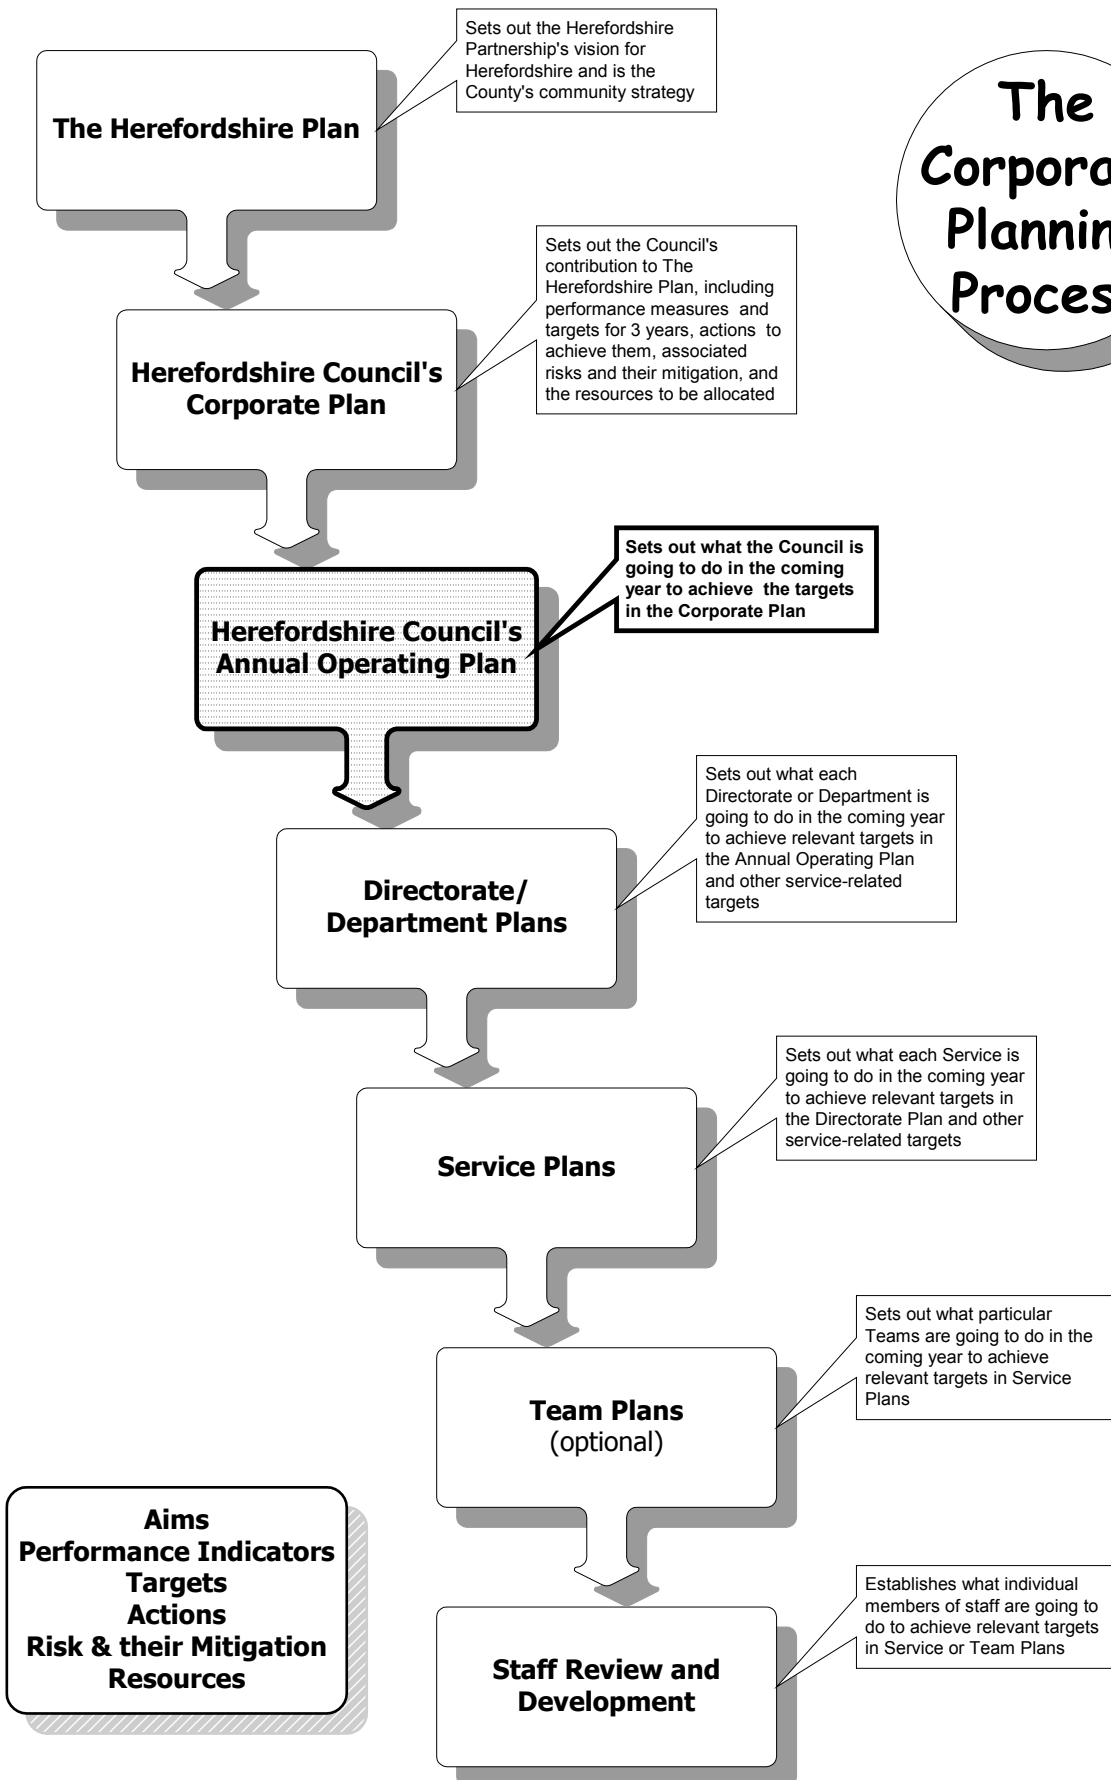 Sets out the Herefordshire
Partnership's vision for
Herefordshire and is the
County's community strategy
The Herefordshire Plan
The
Planning
Sets out the Council's
contribution to The
Herefordshire Plan, including
performance measures and
targets for 3 years, actions to
achieve them, associated
risks and their mitigation, and
the resources to be allocated
Herefordshire Council's
Corporate Plan
Sets out what the Council is
going to do in the coming
year to achieve the targets
in the Corporate Plan
Herefordshire Council's
Annual Operating Plan
Sets out what each
Directorate or Department is
going to do in the coming year
to achieve relevant targets in
the Annual Operating Plan
and other service-related
targets
Directorate/
Department Plans
Sets out what each Service is
going to do in the coming year
to achieve relevant targets in
the Directorate Plan and other
service-related targets
Service Plans
Sets out what particular
Teams are going to do in the
coming year to achieve
relevant targets in Service
Plans
Team Plans
(optional)
Aims
Performance Indicators
Targets
Actions
Risk & their Mitigation
Resources
Establishes what individual
members of staff are going to
do to achieve relevant targets
in Service or Team Plans
Staff Review and
Development